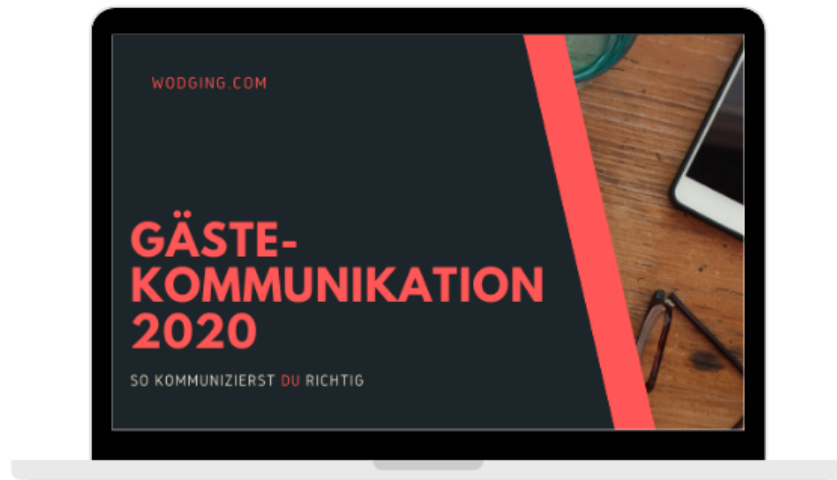 WODGING.COM
GÄSTE-
KOMMUNIKATION
2020
SO KOMMUNIZIERST DU RICHTIG